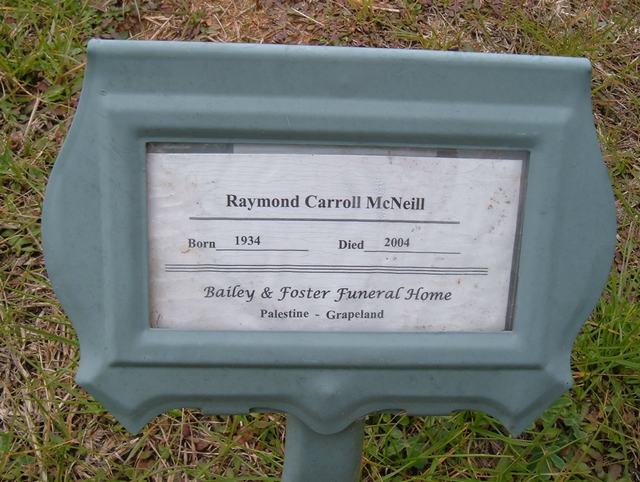 Raymond Carroll McNeill
Born 1934 Died 2004
Bailey & Foster Funeral Home
Palestine - Grapeland